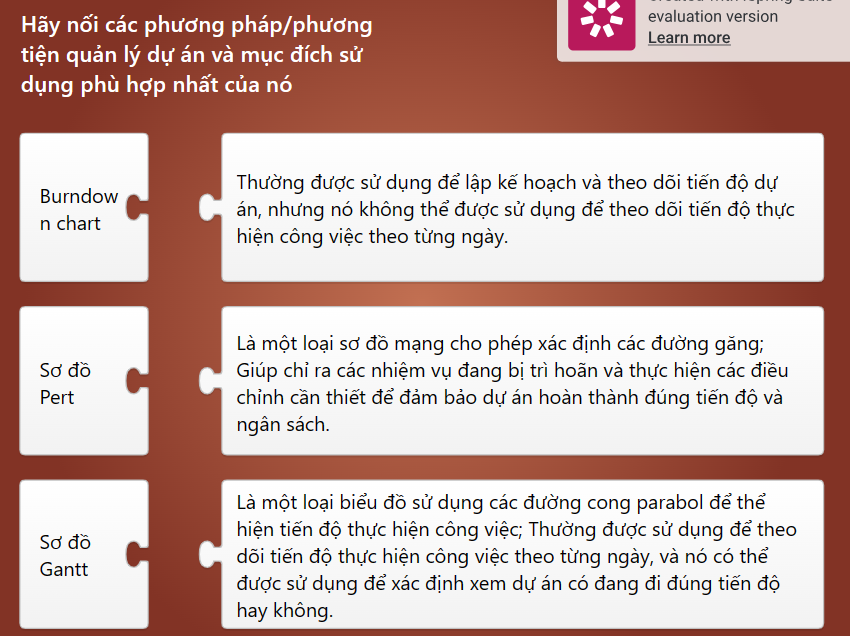 Hãy nối các phương pháp/phương
tiện quản lý dự án và mục đích sử
dụng phù hợp nhất của nó
evaluation version
Learn more
Burndow
n chart
Thường được sử dụng để lập kế hoạch và theo dõi tiến độ dự
án, nhưng nó không thể được sử dụng để theo dõi tiến độ thực
hiện công việc theo từng ngày.
Sơ đồ
Pert
Là một loại sơ đồ mạng cho phép xác định các đường găng;
Giúp chỉ ra các nhiệm vụ đang bị trì hoãn và thực hiện các điều
chỉnh cần thiết để đảm bảo dự án hoàn thành đúng tiến độ và
ngân sách.
Sơ đồ
Gantt
Là một loại biểu đồ sử dụng các đường cong parabol để thể
hiện tiến độ thực hiện công việc; Thường được sử dụng để theo
dõi tiến độ thực hiện công việc theo từng ngày, và nó có thể
được sử dụng để xác định xem dự án có đang đi đúng tiến độ
hay không.